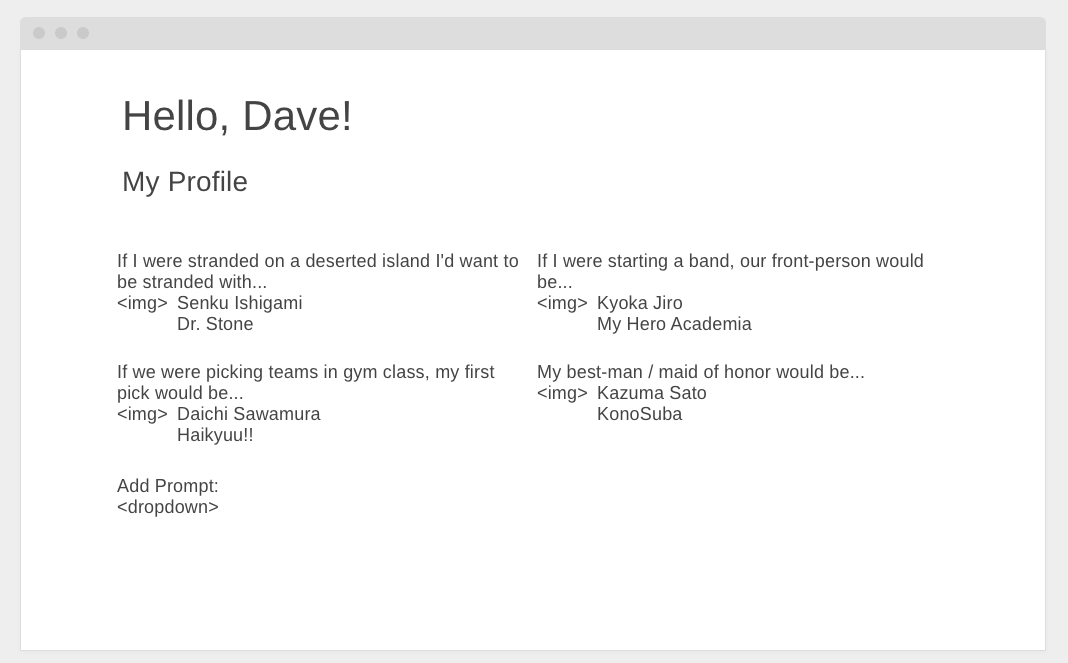 Hello, Dave!
My Profile
If I were stranded on a deserted island I'd want to
be stranded with...
<img> Senku Ishigami
Dr. Stone
If I were starting a band, our front-person would
be...
<img> Kyoka Jiro
My Hero Academia
If we were picking teams in gym class, my first
pick would be...
<img> Daichi Sawamura
Haikyuu!!
My best-man / maid of honor would be...
<img> Kazuma Sato
KonoSuba
Add Prompt:
<dropdown>